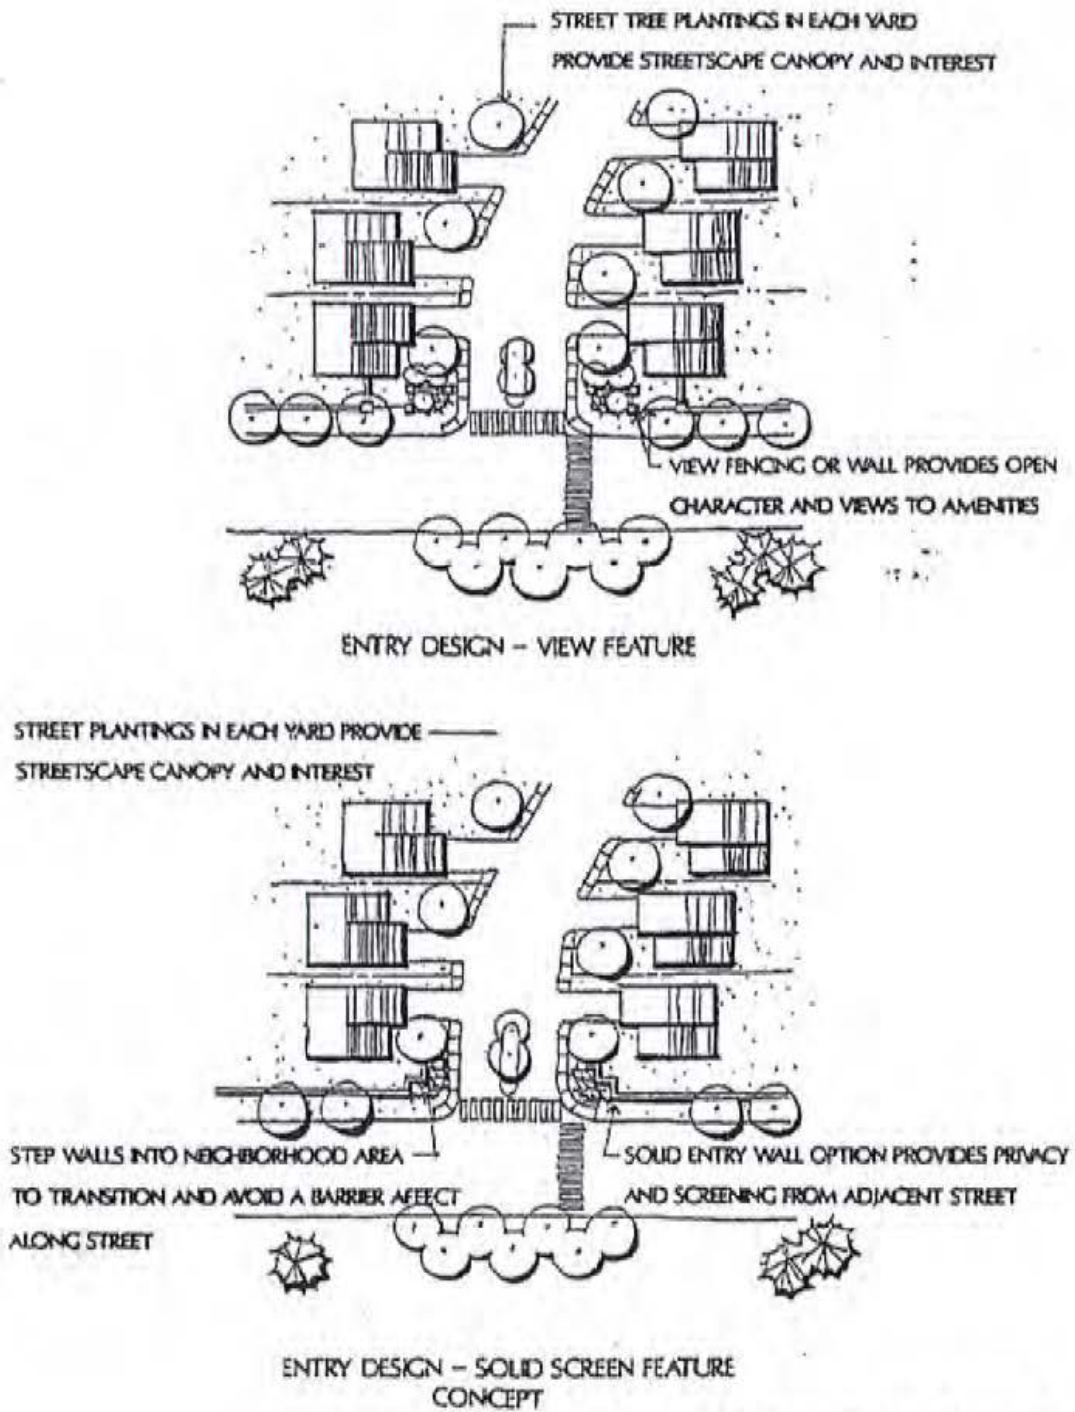 STREET TREE PLANTINGS IN EACH YARD
PROVIDE STREETSCAPE CANOPY AND INTEREST
VIEW FENCING OR WALL PROVIDES OPEN
CHARACTER AND VIEWS TO AMENITIES
ENTRY DESIGN – VIEW FEATURE
STREET PLANTINGS IN EACH YARD PROVIDE
STREETSCAPE CANOPY AND INTEREST
STEP WALLS INTO NEIGHBORHOOD AREA
TO TRANSITION AND AVOID A BARRIER AFFECT
ALONG STREET
SOLID ENTRY WALL OPTION PROVIDES PRIVACY
AND SCREENING FROM ADJACENT STREET
ENTRY DESIGN – SOLID SCREEN FEATURE
CONCEPT